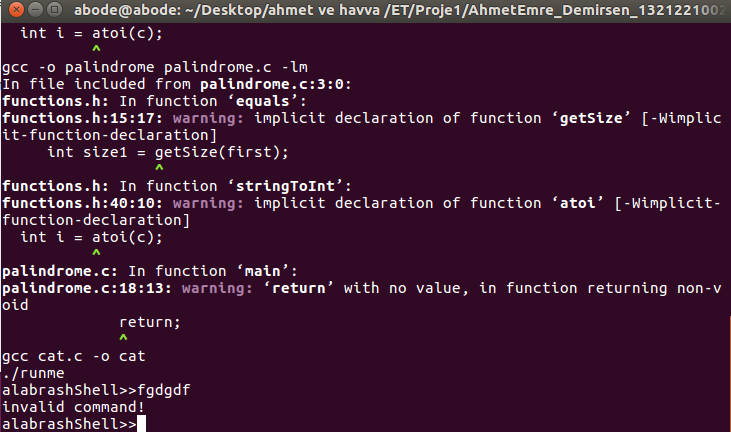 abode@abode: ~/Desktop/ahmet ve havva /ET/Proje1/AhmetEmre_Demirsen_1321221002
  int i = atoi(c);
          ^
gcc -o palindrome palindrome.c -lm
In file included from palindrome.c:3:0:
functions.h: In function ‘equals’:
functions.h:15:17: warning: implicit declaration of function ‘getSize’ [-Wimplic
it-function-declaration]
     int size1 = getSize(first);
                 ^
functions.h: In function ‘stringToInt’:
functions.h:40:10: warning: implicit declaration of function ‘atoi’ [-Wimplicit-
function-declaration]
  int i = atoi(c);
          ^
palindrome.c: In function ‘main’:
palindrome.c:18:13: warning: ‘return’ with no value, in function returning non-v
oid
             return;
             ^
gcc cat.c -o cat
./runme
alabrashShell>>fgdgdf
invalid command!
alabrashShell>>